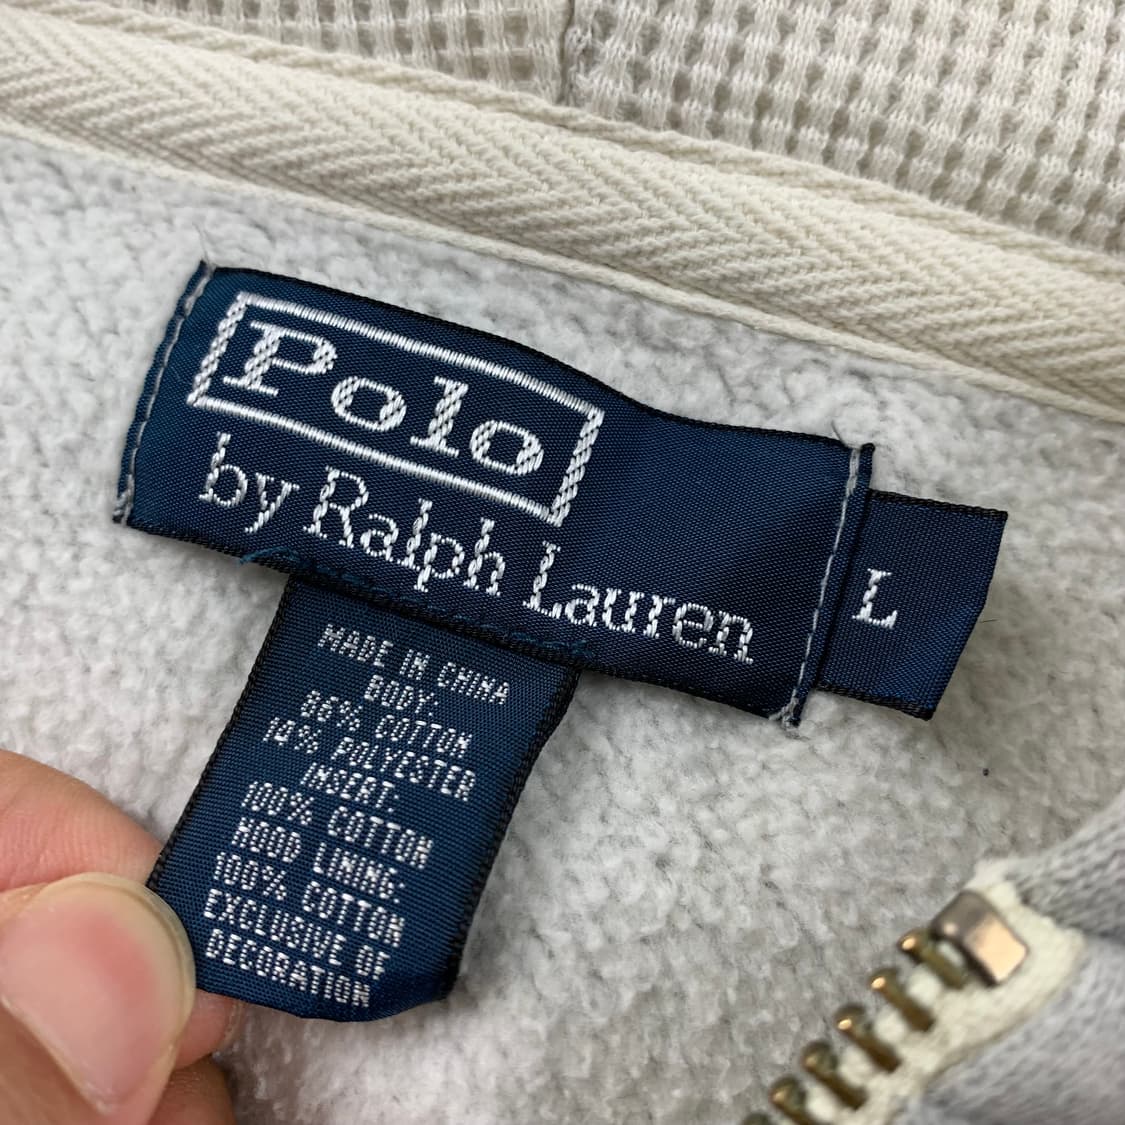 Polo
by Ralph Lauren
L
MADE IN CHINA
BODY:
86% COTTON
14% POLYESTER
INSERT:
100% COTTON
HOOD LINING:
100% COTTON
EXCLUSIVE OF
DECORATION